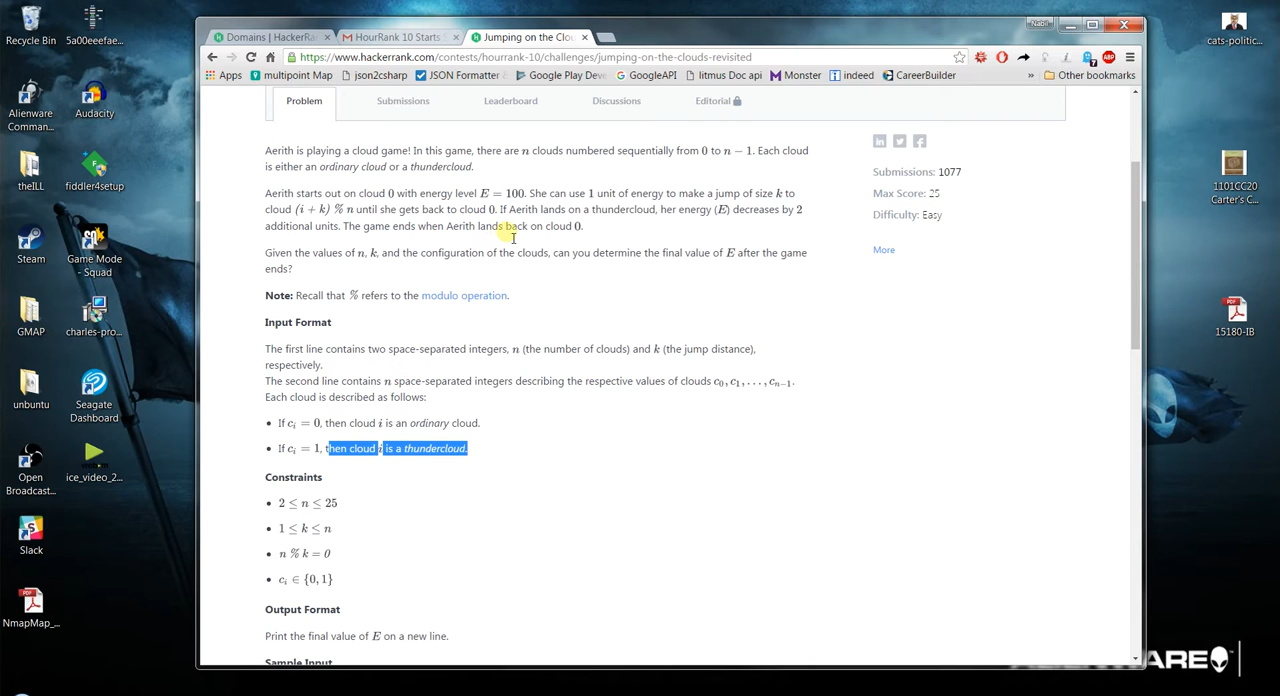 Recycle Bin
5a00eeefae...
Alienware
Comman...
Audacity
theILL
fiddler4setup
Steam
Game Mode
- Squad
GMAP
charles-pro...
unbuntu
Seagate
Dashboard
Open
Broadcast...
ice_video_2...
Slack
NmapMap_...
Nabil
Domains | HackerRa
HourRank 10 Starts
Jumping on the Clou
https://www.hackerrank.com/contests/hourrank-10/challenges/jumping-on-the-clouds-revisited
Apps multipoint Map json2csharp JSON Formatter & Google Play Deve GoogleAPI litmus Doc api Monster indeed CareerBuilder » Other bookmarks
Problem Submissions Leaderboard Discussions Editorial
Aerith is playing a cloud game! In this game, there are n clouds numbered sequentially from 0 to n − 1. Each cloud
is either an ordinary cloud or a thundercloud.
Aerith starts out on cloud 0 with energy level E = 100. She can use 1 unit of energy to make a jump of size k to
cloud (i + k) % n until she gets back to cloud 0. If Aerith lands on a thundercloud, her energy (E) decreases by 2
additional units. The game ends when Aerith lands back on cloud 0.
Given the values of n, k, and the configuration of the clouds, can you determine the final value of E after the game
ends?
Note: Recall that % refers to the modulo operation.
Input Format
The first line contains two space-separated integers, n (the number of clouds) and k (the jump distance),
respectively.
The second line contains n space-separated integers describing the respective values of clouds c0, c1, . . . , cn−1.
Each cloud is described as follows:
• If ci = 0, then cloud i is an ordinary cloud.
• If ci = 1, then cloud i is a thundercloud.
Constraints
• 2 ≤ n ≤ 25
• 1 ≤ k ≤ n
• n % k = 0
• ci ∈ {0, 1}
Output Format
Print the final value of E on a new line.
Sample Input
Submissions: 1077
Max Score: 25
Difficulty: Easy
More
cats-politic...
1101CC20
Carter's C...
15180-IB